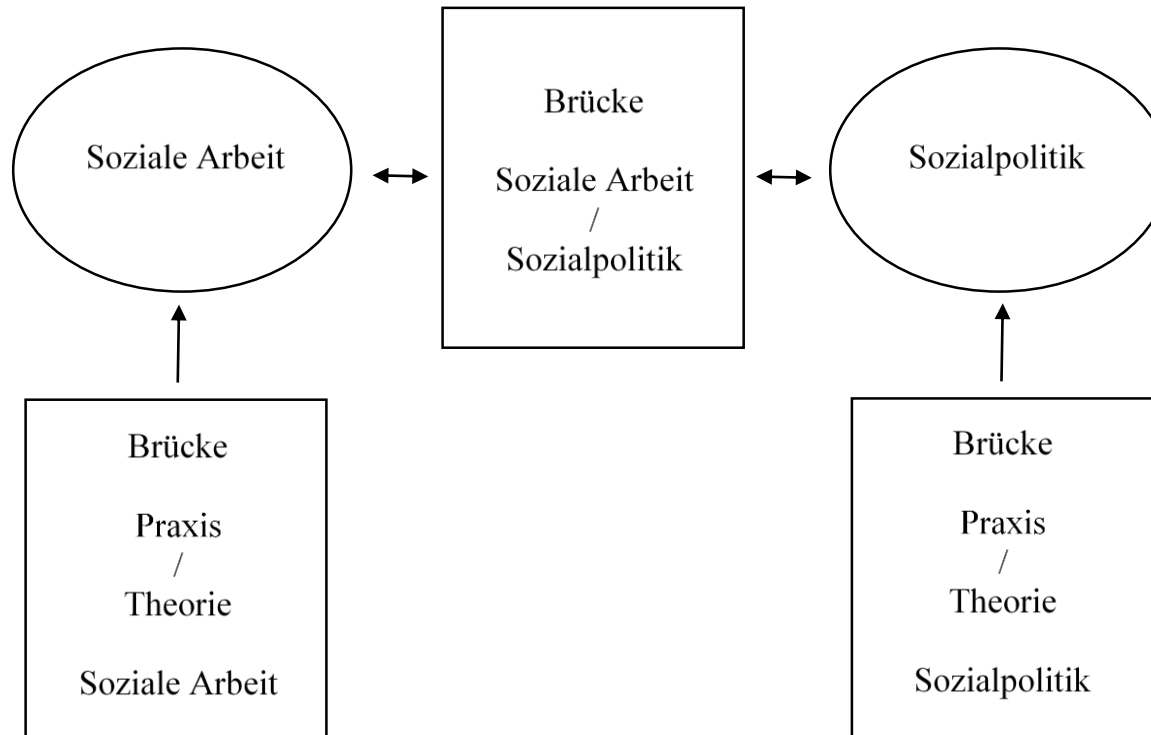 Soziale Arbeit
Brücke
Soziale Arbeit
/
Sozialpolitik
Sozialpolitik
Brücke
Praxis
/
Theorie
Soziale Arbeit
Brücke
Praxis
/
Theorie
Sozialpolitik